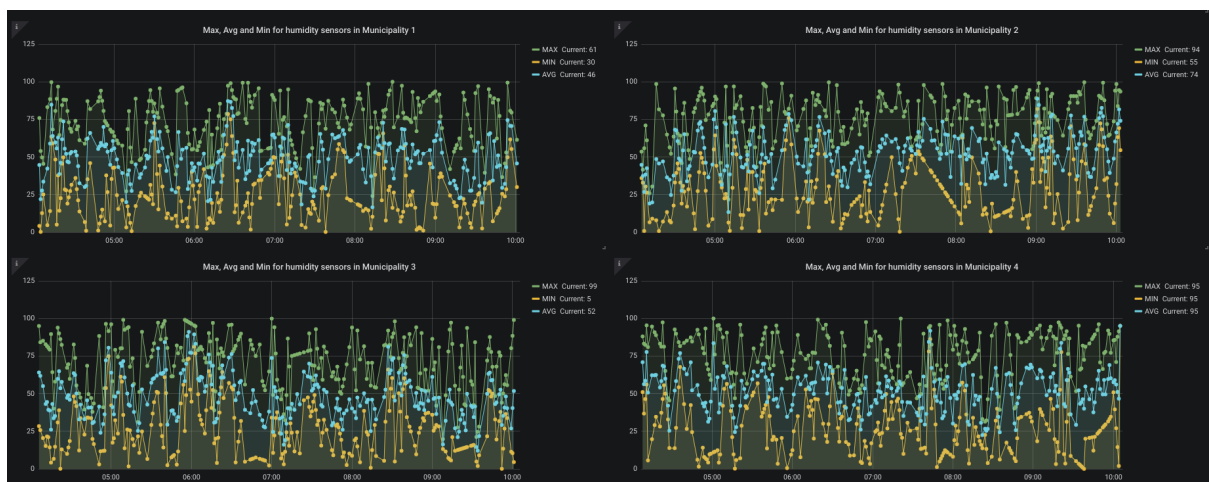 i
Max, Avg and Min for humidity sensors in Municipality 1
125
100
75
50
25
0
05:00 06:00 07:00 08:00 09:00 10:00
MAX Current: 61
MIN Current: 30
AVG Current: 46
i
Max, Avg and Min for humidity sensors in Municipality 2
125
100
75
50
25
0
05:00 06:00 07:00 08:00 09:00 10:00
MAX Current: 94
MIN Current: 55
AVG Current: 74
i
Max, Avg and Min for humidity sensors in Municipality 3
125
100
75
50
25
0
05:00 06:00 07:00 08:00 09:00 10:00
MAX Current: 99
MIN Current: 5
AVG Current: 52
i
Max, Avg and Min for humidity sensors in Municipality 4
125
100
75
50
25
0
05:00 06:00 07:00 08:00 09:00 10:00
MAX Current: 95
MIN Current: 95
AVG Current: 95